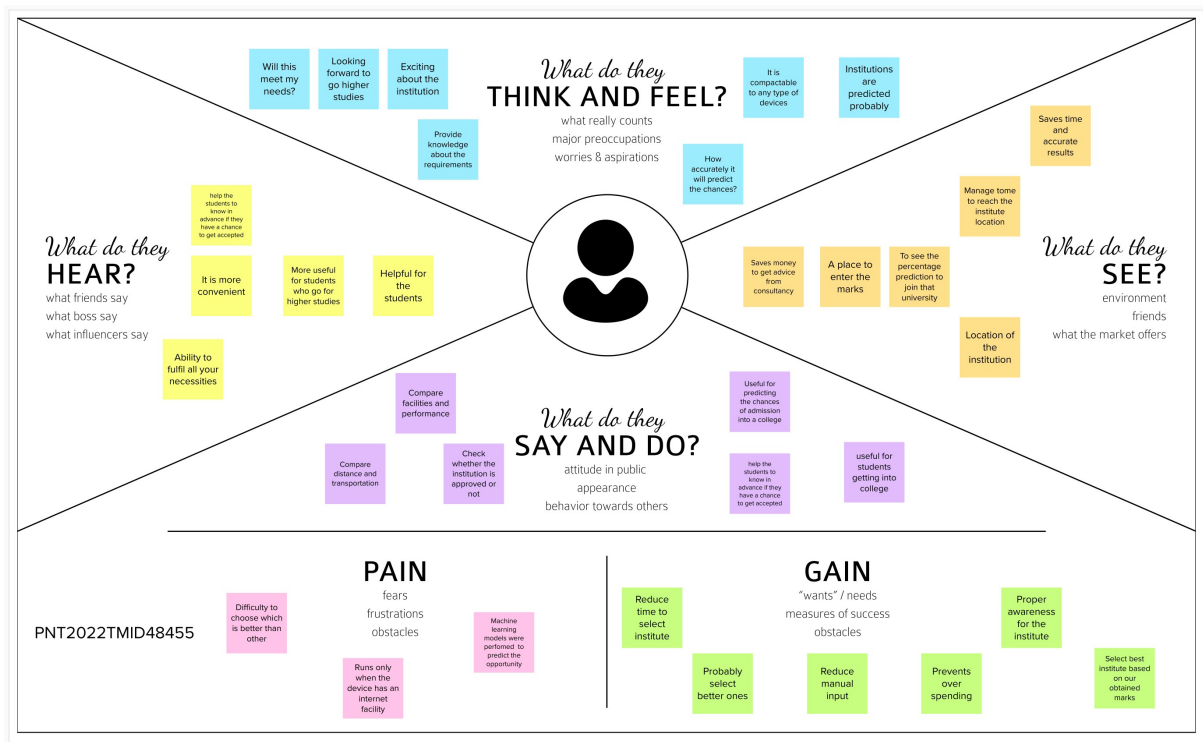 What do they
THINK AND FEEL?
what really counts
major preoccupations
worries & aspirations
Will this
meet my
needs?
Looking
forward to
go higher
studies
Exciting
about the
institution
Provide
knowledge
about the
requirements
It is
compactable
to any type of
devices
Institutions
are
predicted
probably
How
accurately it
will predict
the chances?
What do they
HEAR?
what friends say
what boss say
what influencers say
help the
students to
know in
advance if they
have a chance
to get accepted
It is more
convenient
More useful
for students
who go for
higher studies
Helpful for
the
students
Ability to
fulfil all your
necessities
What do they
SEE?
environment
friends
what the market offers
Saves time
and
accurate
results
Manage tome
to reach the
institute
location
Saves money
to get advice
from
consultancy
A place to
enter the
marks
To see the
percentage
prediction to
join that
university
Location of
the
institution
What do they
SAY AND DO?
attitude in public
appearance
behavior towards others
Compare
facilities and
performance
Compare
distance and
transportation
Check
whether the
institution is
approved or
not
Useful for
predicting
the chances
of admission
into a college
help the
students to
know in
advance if they
have a chance
to get accepted
useful for
students
getting into
college
PNT2022TMID48455
PAIN
fears
frustrations
obstacles
Difficulty to
choose which
is better than
other
Runs only
when the
device has an
internet
facility
Machine
learning
models were
perfomed to
predict the
opportunity
GAIN
“wants” / needs
measures of success
obstacles
Reduce
time to
select
institute
Probably
select
better ones
Reduce
manual
input
Prevents
over
spending
Proper
awareness
for the
institute
Select best
institute based
on our
obtained
marks